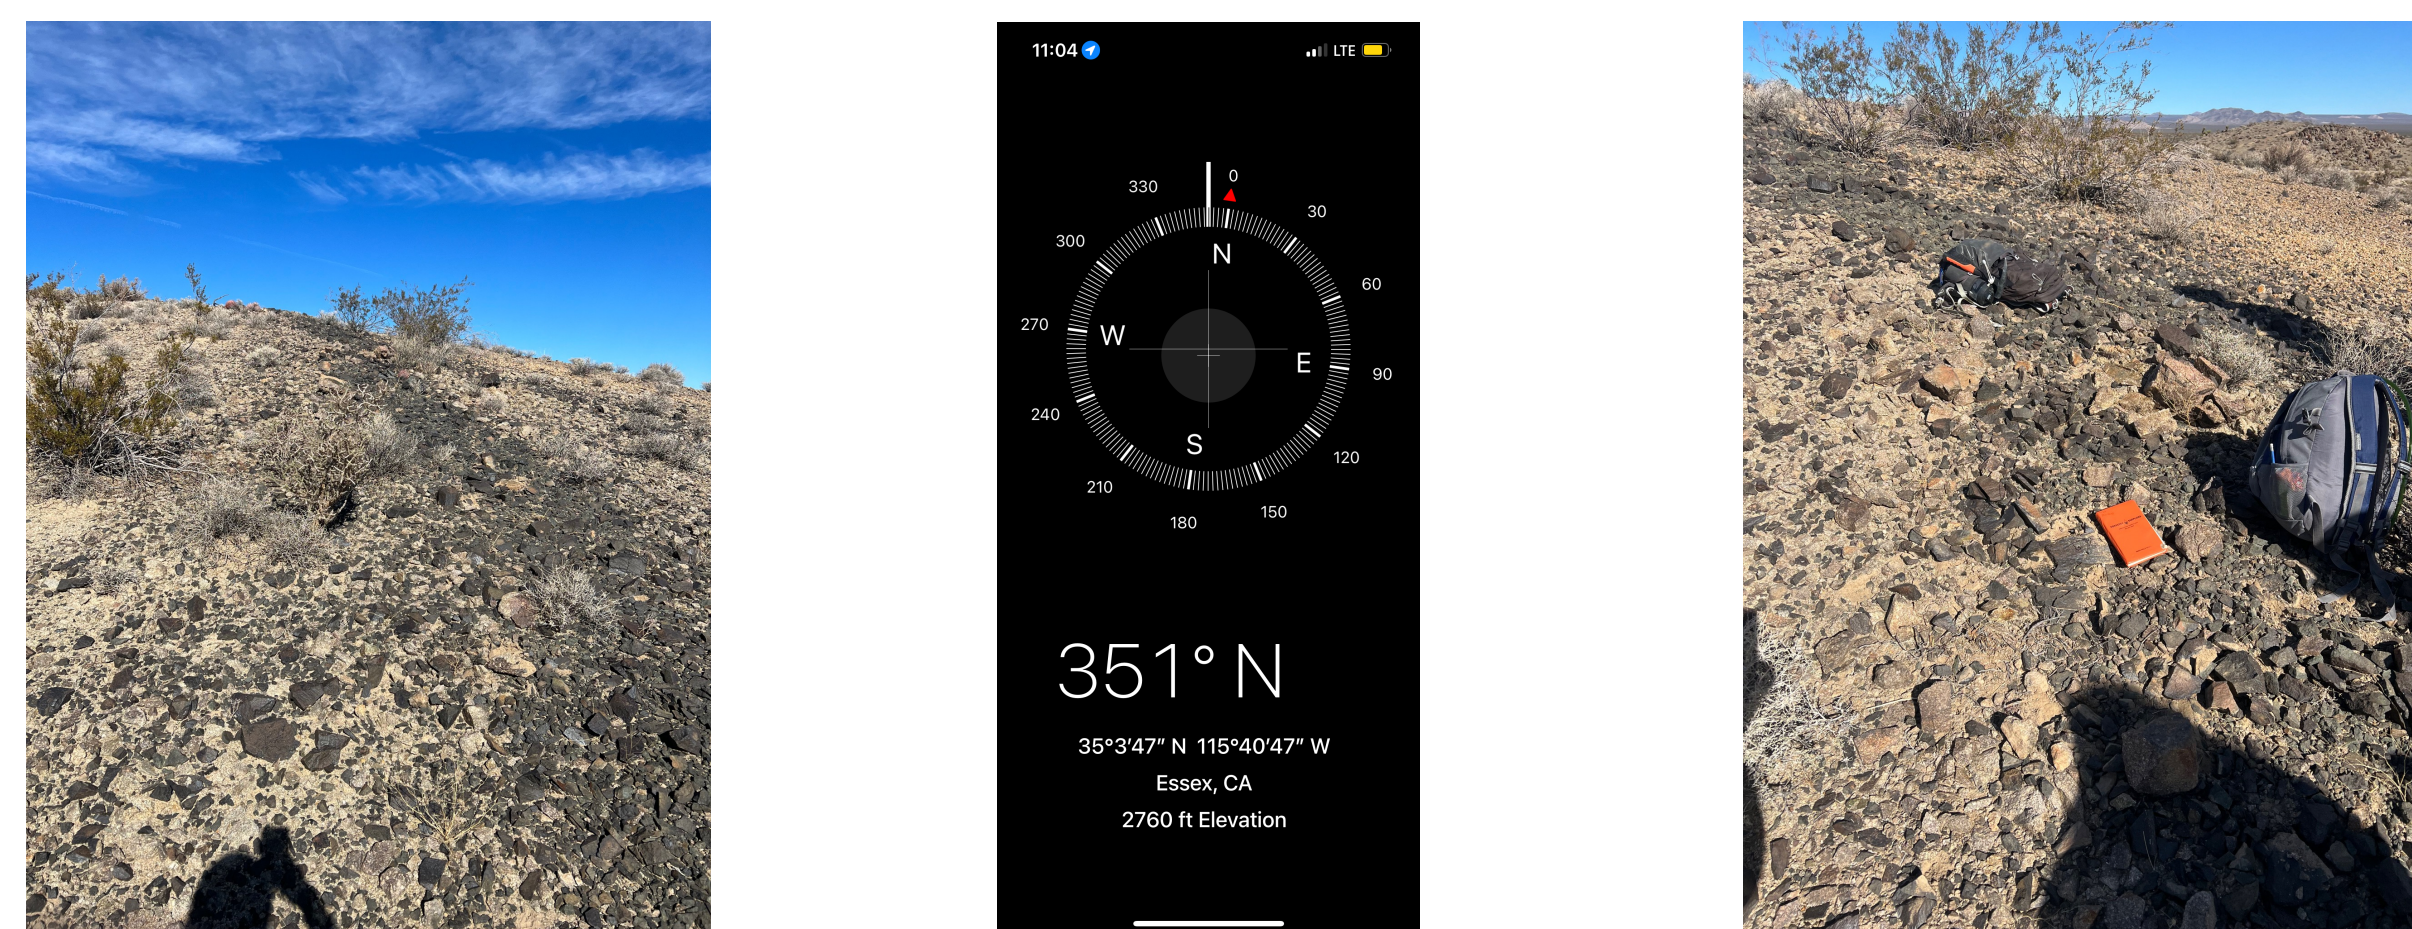 11:04
LTE
0
330
30
300
N
60
270
W
E
90
240
S
120
210
150
180
351° N
35°3’47” N 115°40’47” W
Essex, CA
2760 ft Elevation